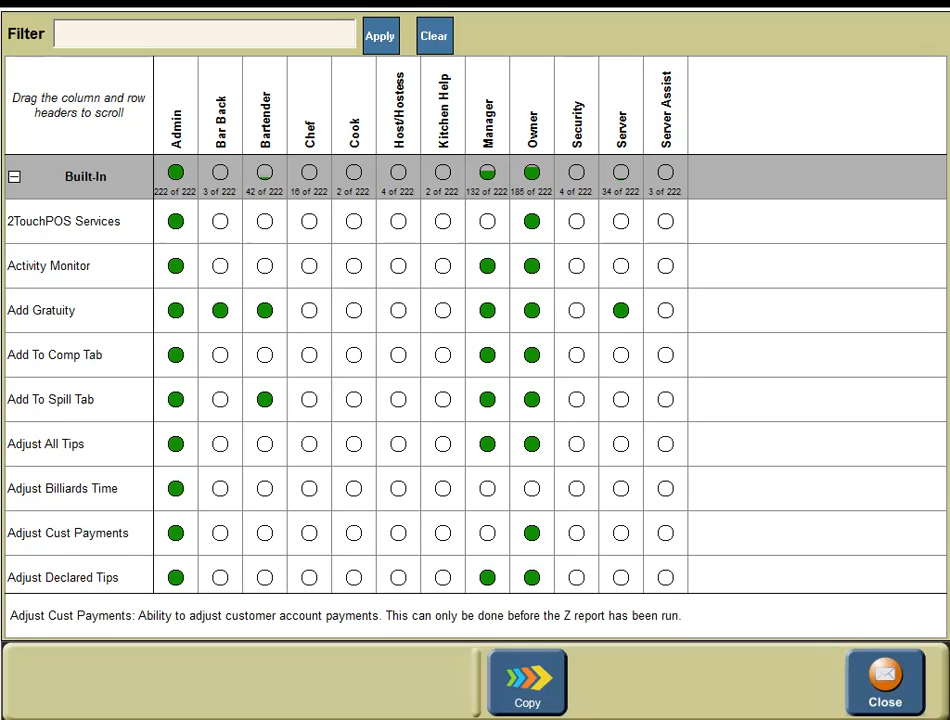 Filter
Apply
Clear
Drag the column and row
headers to scroll
Admin
Bar Back
Bartender
Chef
Cook
Host/Hostess
Kitchen Help
Manager
Owner
Security
Server
Server Assist
Built-In
222 of 222
3 of 222
42 of 222
16 of 222
2 of 222
4 of 222
2 of 222
132 of 222
185 of 222
4 of 222
34 of 222
3 of 222
2TouchPOS Services
Activity Monitor
Add Gratuity
Add To Comp Tab
Add To Spill Tab
Adjust All Tips
Adjust Billiards Time
Adjust Cust Payments
Adjust Declared Tips
Adjust Cust Payments: Ability to adjust customer account payments. This can only be done before the Z report has been run.
Copy
Close